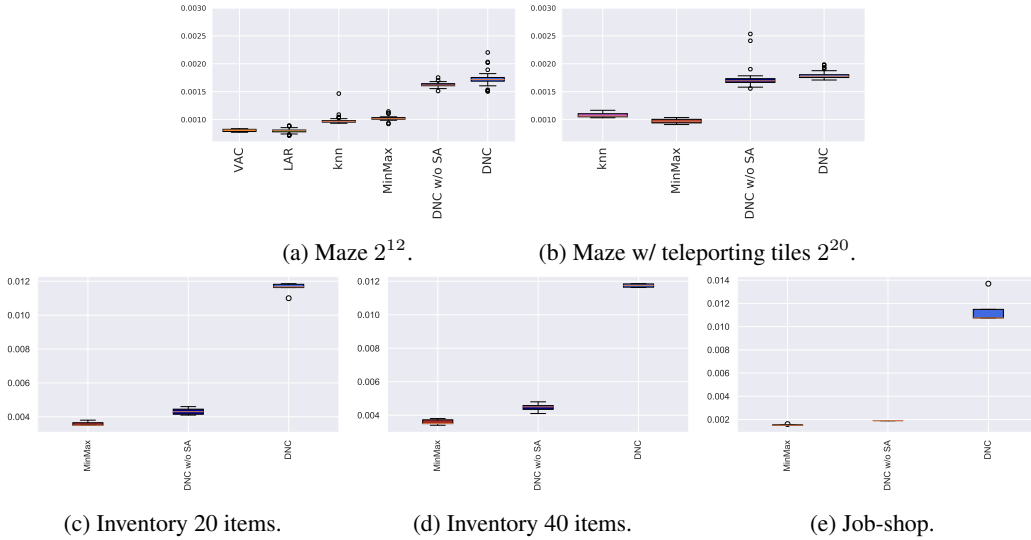 0.0030
0.0025
0.0020
0.0015
0.0010
VAC
LAR
knn
MinMax
DNC w/o SA
DNC
(a) Maze 2^12.
0.0030
0.0025
0.0020
0.0015
0.0010
knn
MinMax
DNC w/o SA
DNC
(b) Maze w/ teleporting tiles 2^20.
0.012
0.010
0.008
0.006
0.004
MinMax
DNC w/o SA
DNC
(c) Inventory 20 items.
0.012
0.010
0.008
0.006
0.004
MinMax
DNC w/o SA
DNC
(d) Inventory 40 items.
0.014
0.012
0.010
0.008
0.006
0.004
0.002
MinMax
DNC w/o SA
DNC
(e) Job-shop.